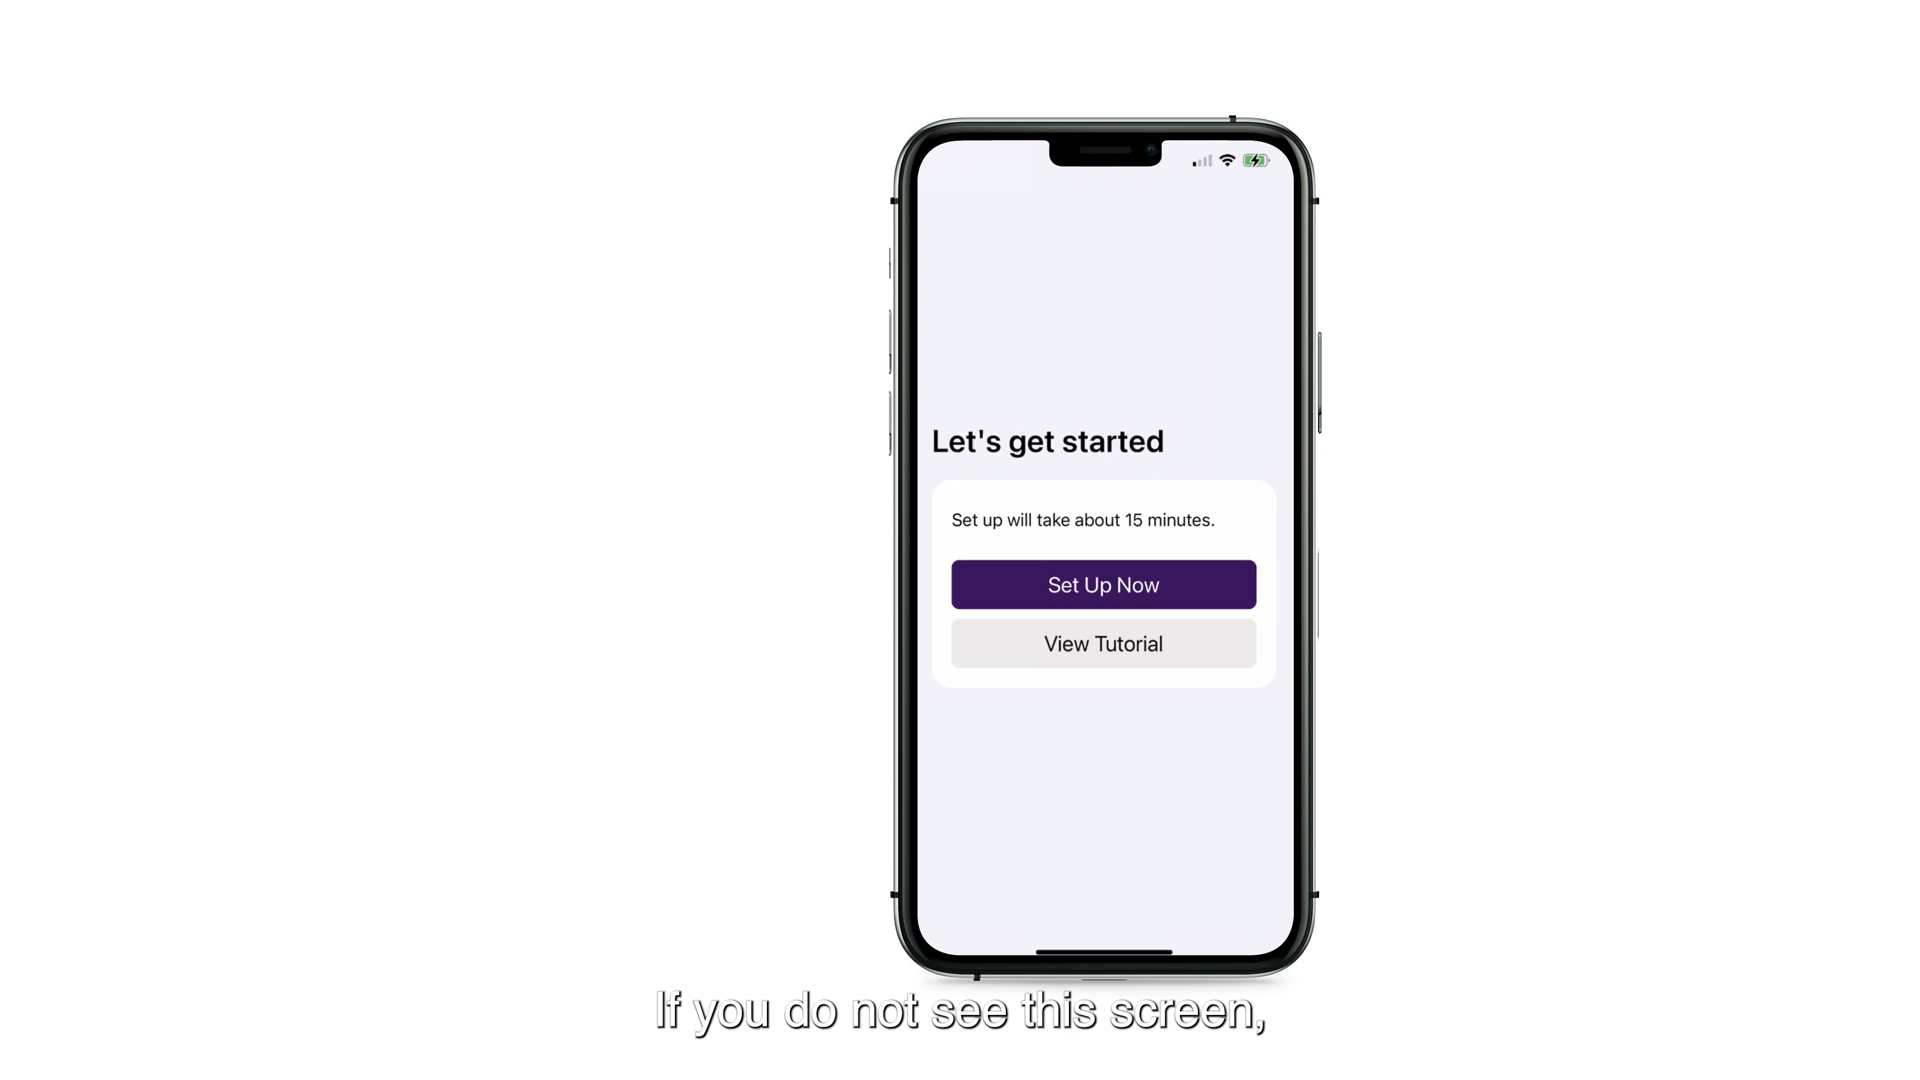 Let's get started
Set up will take about 15 minutes.
Set Up Now
View Tutorial
If you do not see this screen,